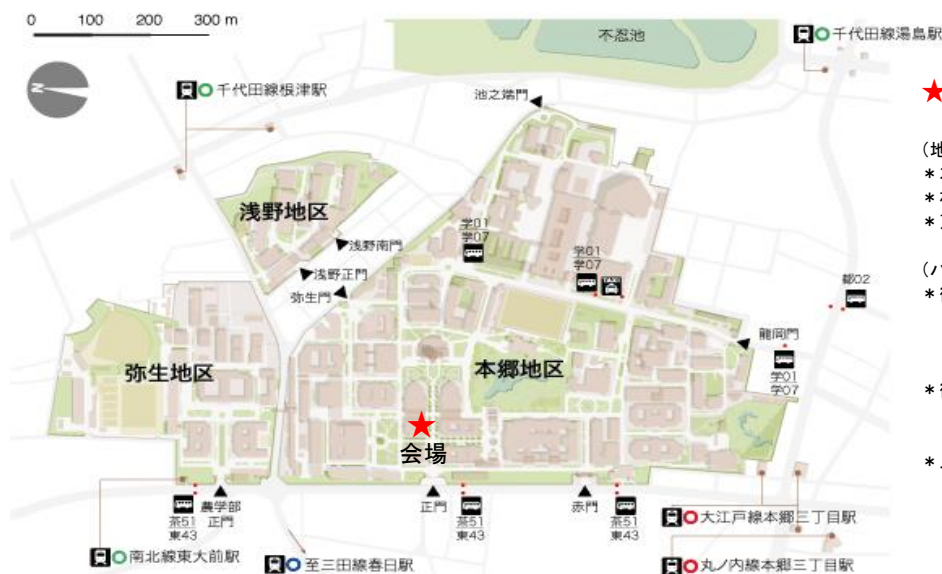 0 100 200 300 m
N
不忍池
千代田線湯島駅
千代田線根津駅
池之端門
★
(地
浅野地区
学01
学07
浅野南門
学01
学07
TAXI
浅野正門
弥生門
都02
龍岡門
弥生地区
本郷地区
学01
学07
会場
茶51
東43
農学部
正門
正門
茶51
東43
赤門
茶51
東43
大江戸線本郷三丁目駅
南北線東大前駅
至三田線春日駅
丸ノ内線本郷三丁目駅